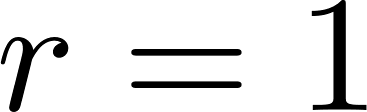 r = 1